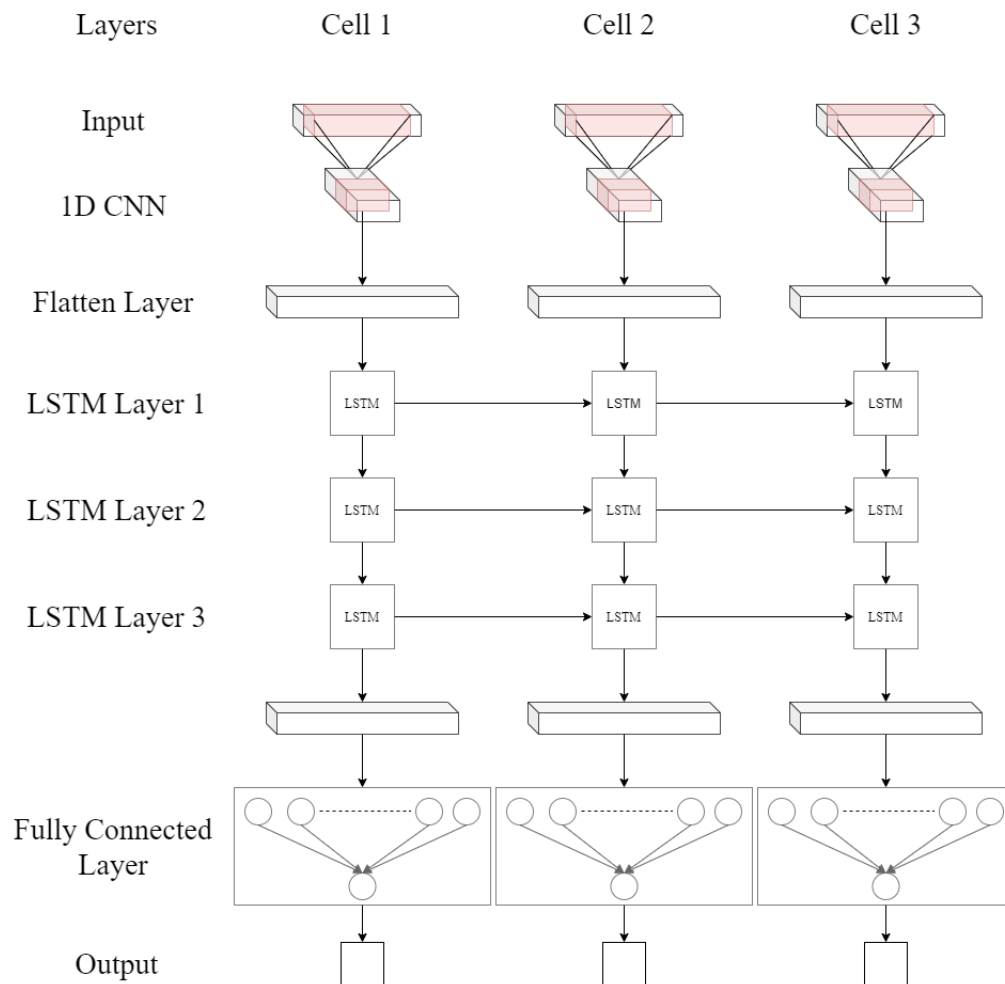 Layers Cell 1 Cell 2 Cell 3
Input
1D CNN
Flatten Layer
LSTM Layer 1 LSTM LSTM LSTM
LSTM Layer 2 LSTM LSTM LSTM
LSTM Layer 3 LSTM LSTM LSTM
Fully Connected
Layer
Output